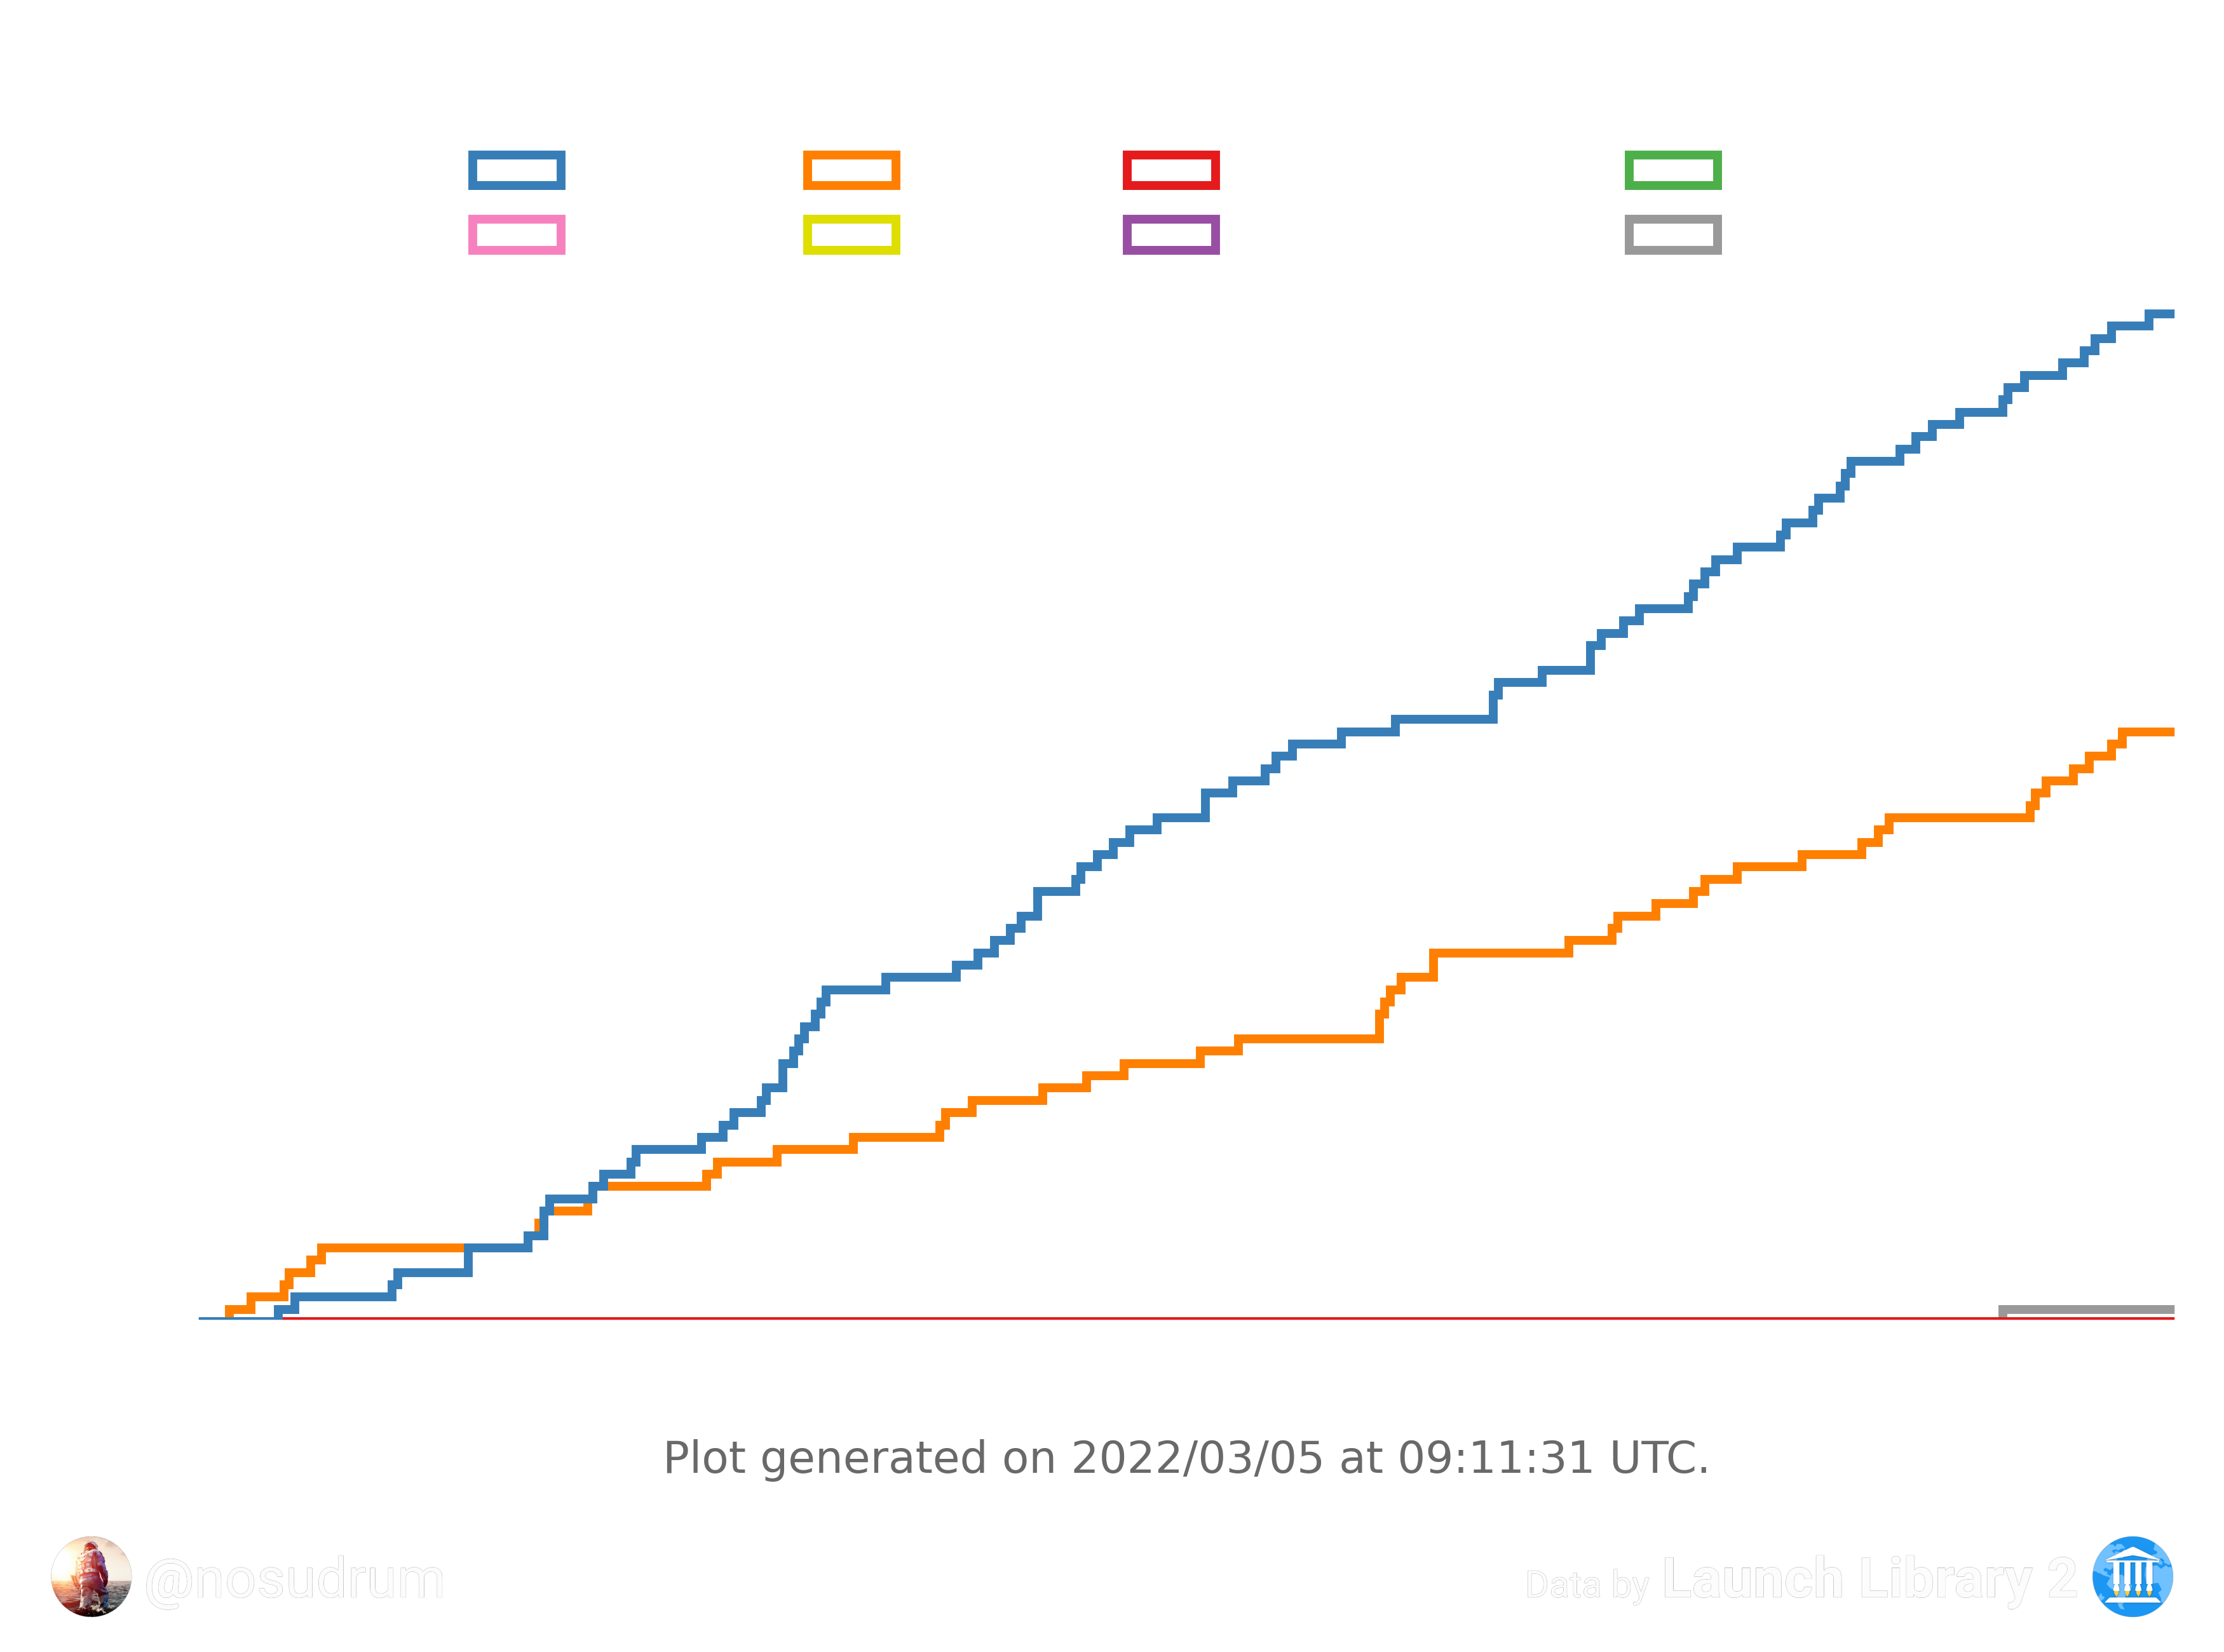 Plot generated on 2022/03/05 at 09:11:31 UTC.
@nosudrum
Data by Launch Library 2